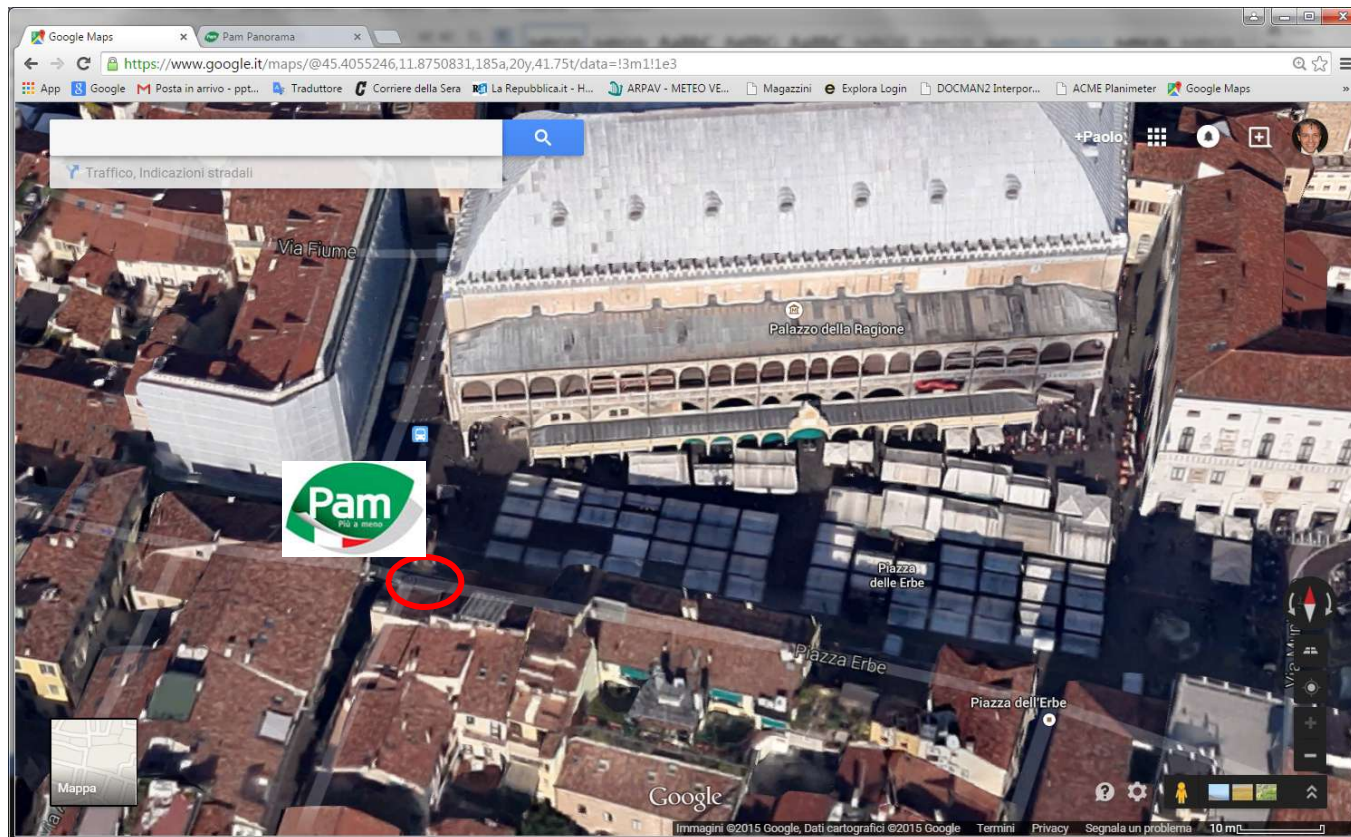 Google Maps
Pam Panorama
https://www.google.it/maps/@45.4055246,11.8750831,185a,20y,41.75t/data=!3m1!1e3
App Google Posta in arrivo - ppt... Traduttore Corriere della Sera La Repubblica.it - H... ARPAV - METEO VE... Magazzini Explora Login DOCMAN2 Interpor... ACME Planimeter Google Maps »
+Paolo
Traffico, Indicazioni stradali
Via Fiume
Palazzo della Ragione
Pam
Più a meno
Piazza
delle Erbe
Piazza Erbe
Piazza dell'Erbe
Mappa
Google
Immagini ©2015 Google, Dati cartografici ©2015 Google Termini Privacy Segnala un problema